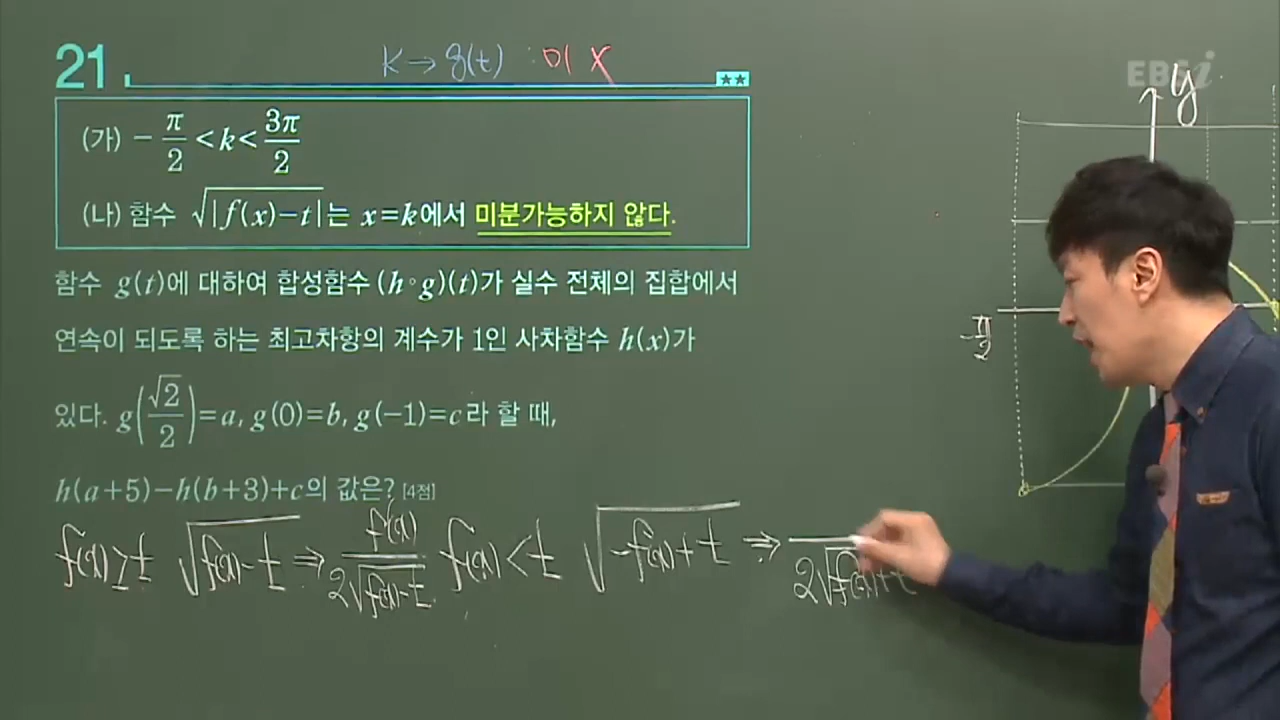 21
K → g(t) : 미 X
★★
(가) -π/2 < k < 3π/2
(나) 함수 √|f(x)-t|는 x=k에서 미분가능하지 않다.
함수 g(t)에 대하여 합성함수 (h∘g)(t)가 실수 전체의 집합에서
연속이 되도록 하는 최고차항의 계수가 1인 사차함수 h(x)가
있다. g(√2/2)=a, g(0)=b, g(-1)=c라 할 때,
h(a+5)-h(b+3)+c의 값은? [4점]
f(x)≥t √f(x)-t ⇒ f'(x)/2√f(x)-t f(x)<t √-f(x)+t ⇒
EBSi
y
-π/2